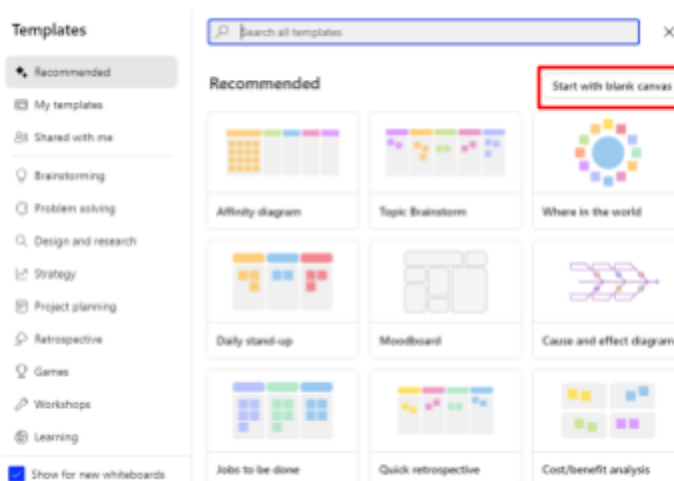 Templates
Recommended
My templates
Shared with me
Brainstorming
Problem solving
Design and research
Strategy
Project planning
Retrospective
Games
Workshops
Learning
Show for new whiteboards
Search all templates
Recommended
Start with blank canvas
Affinity diagram
Topic Brainstorm
Where in the world
Daily stand-up
Moodboard
Cause and effect diagram
Jobs to be done
Quick retrospective
Cost/benefit analysis